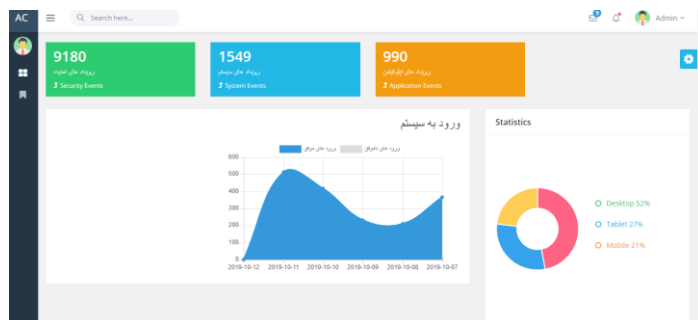 AC
Search here...
Admin
9180
رویداد های امنیت
Security Events
1549
رویداد های سیستم
System Events
990
رویداد های اپلیکیشن
Application Events
ورود به سیستم
ورود های ناموفق
ورود های موفق
600
500
400
300
200
100
0
2019-10-12 2019-10-11 2019-10-10 2019-10-09 2019-10-08 2019-10-07
Statistics
Desktop 52%
Tablet 27%
Mobile 21%